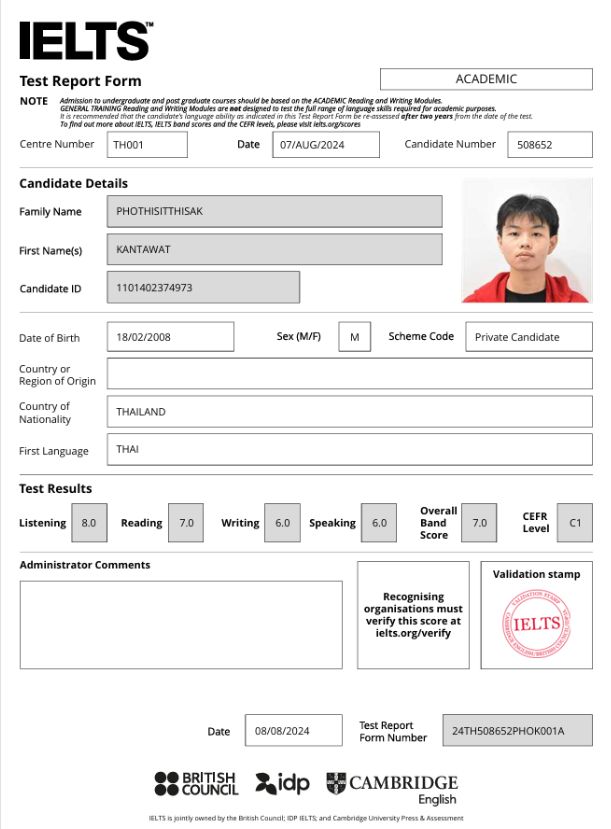 IELTS™
Test Report Form
ACADEMIC
NOTE Admission to undergraduate and post graduate courses should be based on the ACADEMIC Reading and Writing Modules.
GENERAL TRAINING Reading and Writing Modules are not designed to test the full range of language skills required for academic purposes.
It is recommended that the candidate's language ability as indicated in this Test Report Form be re-assessed after two years from the date of the test.
To find out more about IELTS, IELTS band scores and the CEFR levels, please visit ielts.org/scores
Centre Number TH001 Date 07/AUG/2024 Candidate Number 508652
Candidate Details
Family Name PHOTHISITTHISAK
First Name(s) KANTAWAT
Candidate ID 1101402374973
Date of Birth 18/02/2008 Sex (M/F) M Scheme Code Private Candidate
Country or
Region of Origin
Country of
Nationality
THAILAND
First Language THAI
Test Results
Listening 8.0 Reading 7.0 Writing 6.0 Speaking 6.0 Overall
Band
Score
7.0 CEFR
Level
C1
Administrator Comments
Recognising
organisations must
verify this score at
ielts.org/verify
Validation stamp
VALIDATION STAMP
IELTS
Date 08/08/2024 Test Report
Form Number
24TH508652PHOK001A
BRITISH
COUNCIL
idp
CAMBRIDGE
English
IELTS is jointly owned by the British Council; IDP IELTS; and Cambridge University Press & Assessment